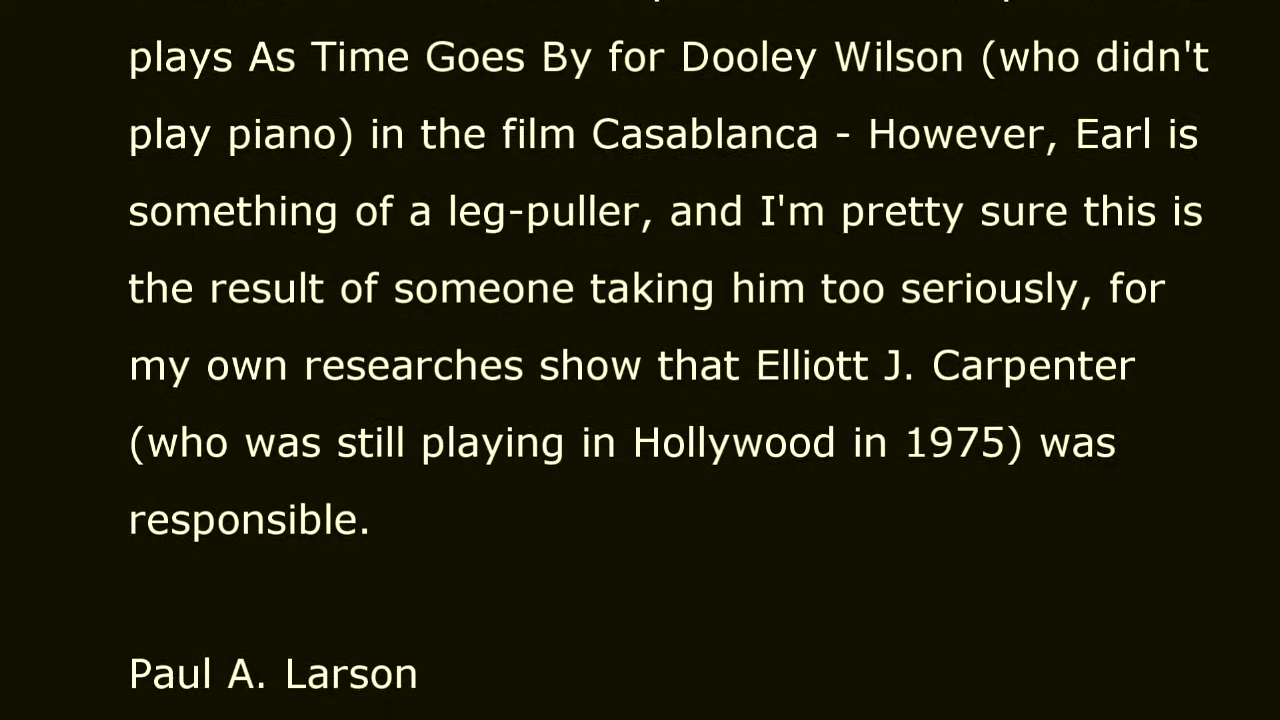 plays As Time Goes By for Dooley Wilson (who didn't
play piano) in the film Casablanca - However, Earl is
something of a leg-puller, and I'm pretty sure this is
the result of someone taking him too seriously, for
my own researches show that Elliott J. Carpenter
(who was still playing in Hollywood in 1975) was
responsible.
Paul A. Larson